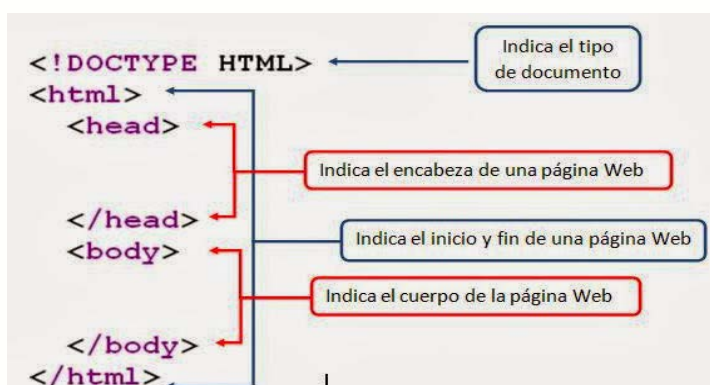 <!DOCTYPE HTML>
Indica el tipo
de documento
<html>
<head>
Indica el encabeza de una página Web
</head>
Indica el inicio y fin de una página Web
<body>
Indica el cuerpo de la página Web
</body>
</html>